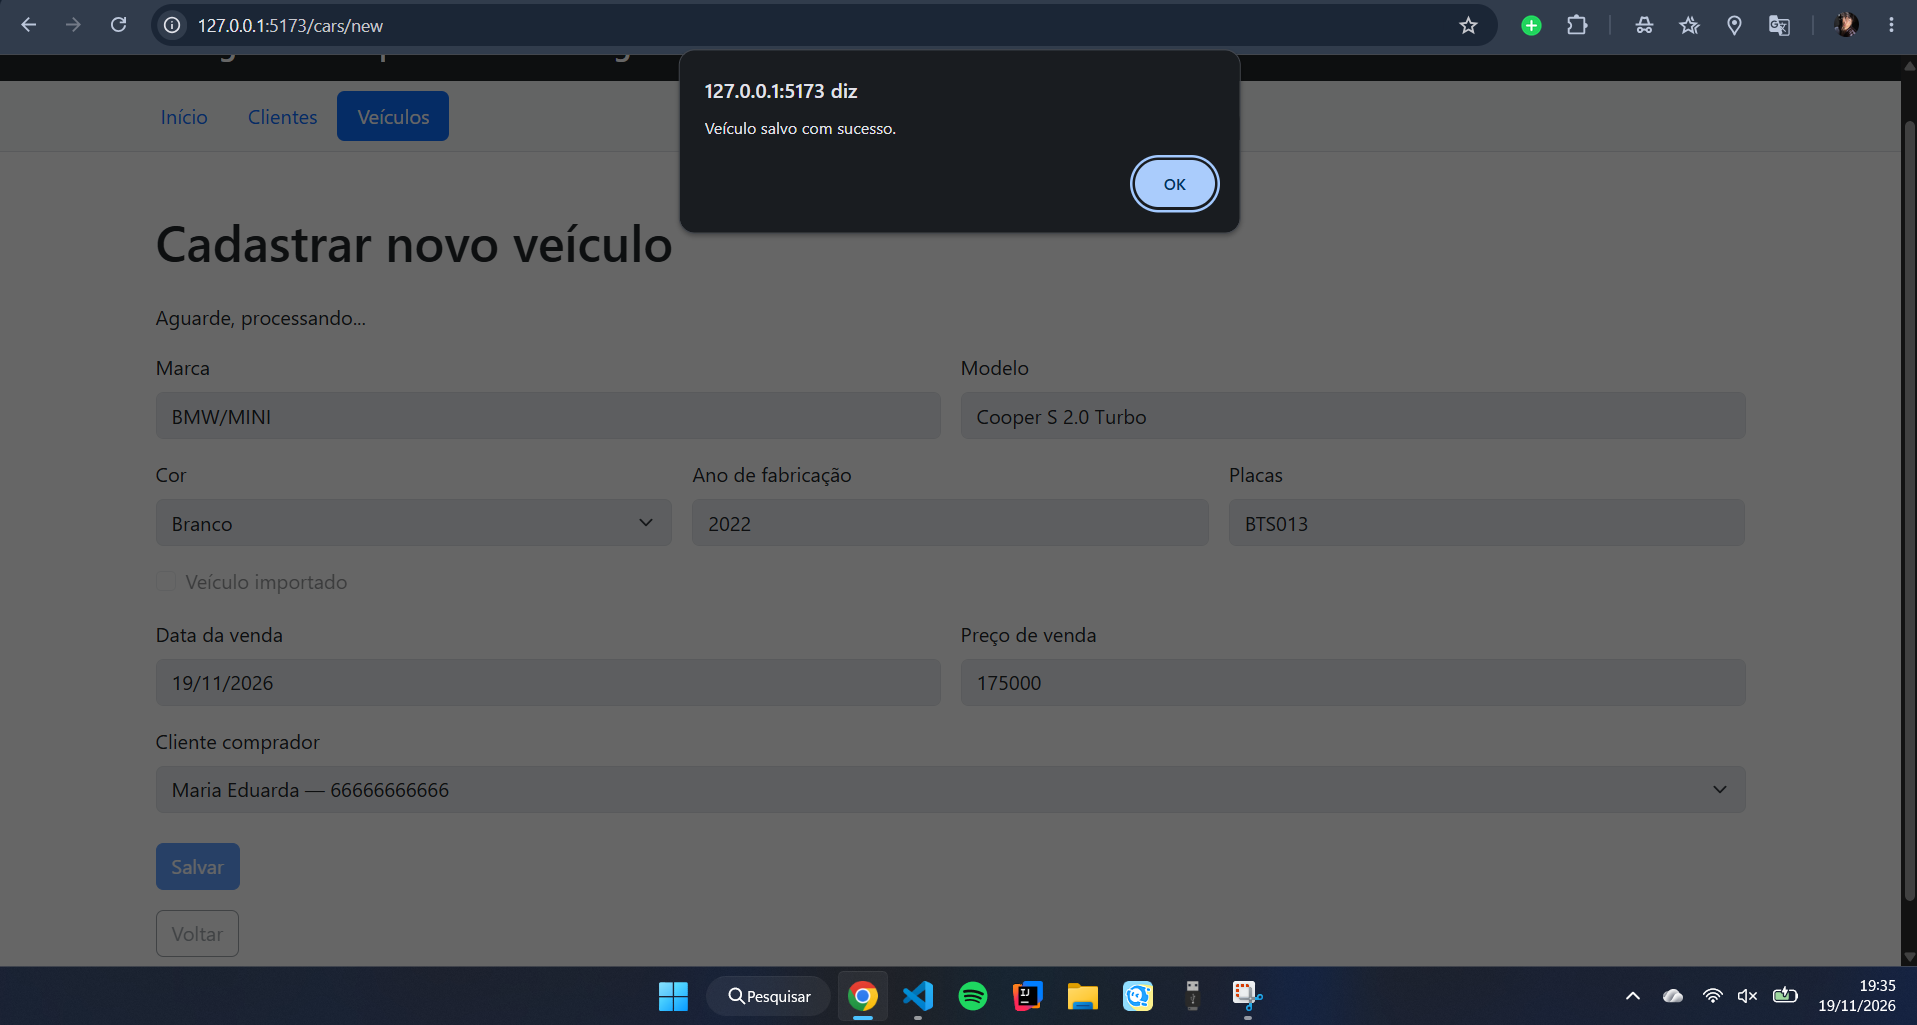 127.0.0.1:5173/cars/new
127.0.0.1:5173 diz
Veículo salvo com sucesso.
OK
Início
Clientes
Veículos
Cadastrar novo veículo
Aguarde, processando...
Marca
Modelo
BMW/MINI
Cooper S 2.0 Turbo
Cor
Ano de fabricação
Placas
Branco
2022
BTS013
Veículo importado
Data da venda
Preço de venda
19/11/2026
175000
Cliente comprador
Maria Eduarda — 66666666666
Salvar
Voltar
Pesquisar
19:35
19/11/2026